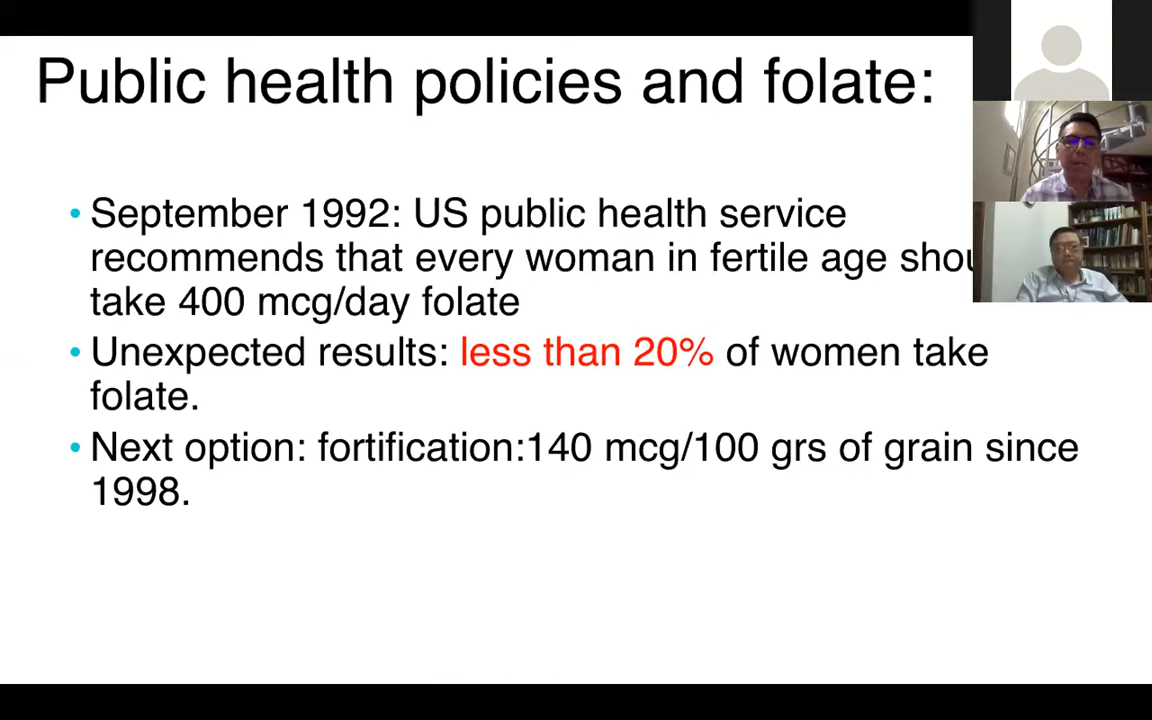 Public health policies and folate:
• September 1992: US public health service
recommends that every woman in fertile age
take 400 mcg/day folate
• Unexpected results: less than 20% of women take
folate.
• Next option: fortification:140 mcg/100 grs of grain since
1998.